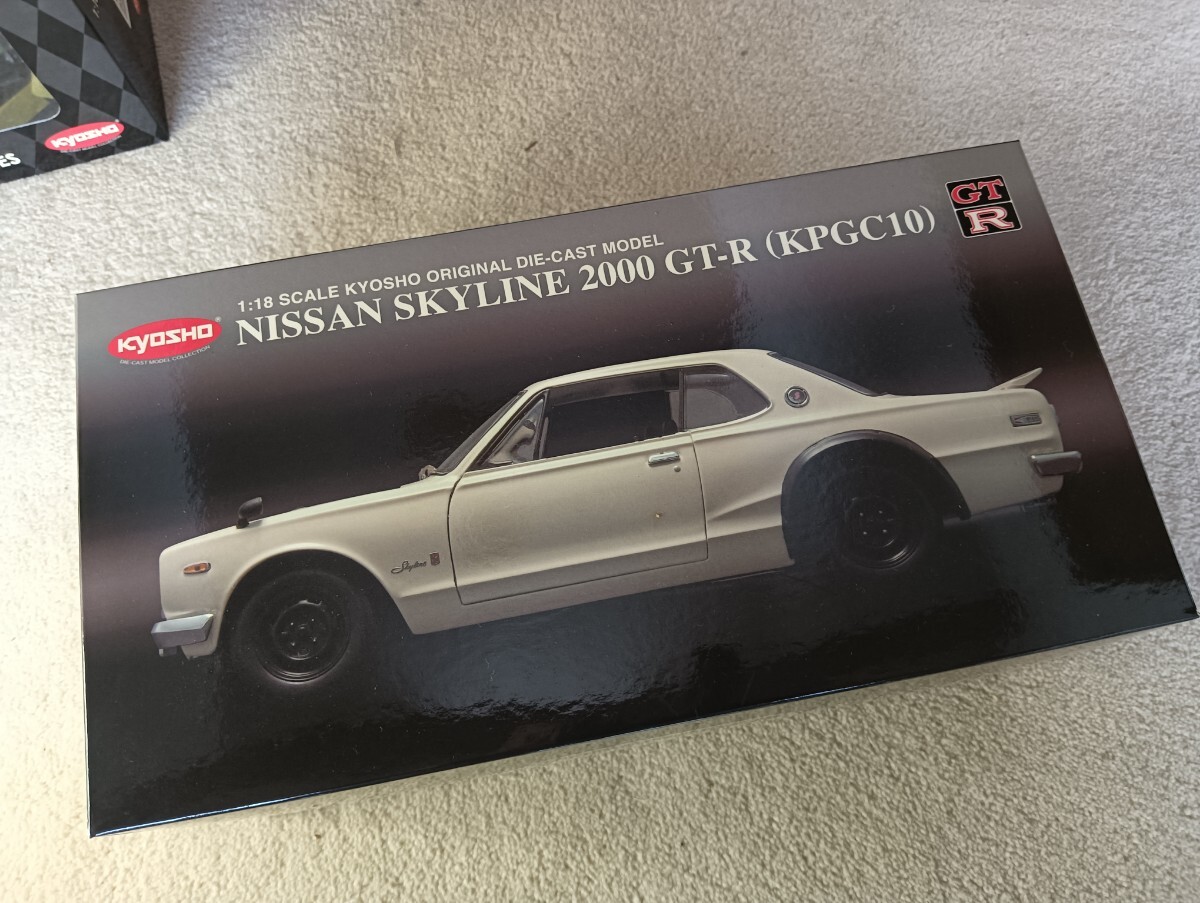 KYOSHO
ES
1:18 SCALE KYOSHO ORIGINAL DIE-CAST MODEL
NISSAN SKYLINE 2000 GT-R (KPGC10)
GT
R
KYOSHO
DIE-CAST MODEL COLLECTION
Skyline